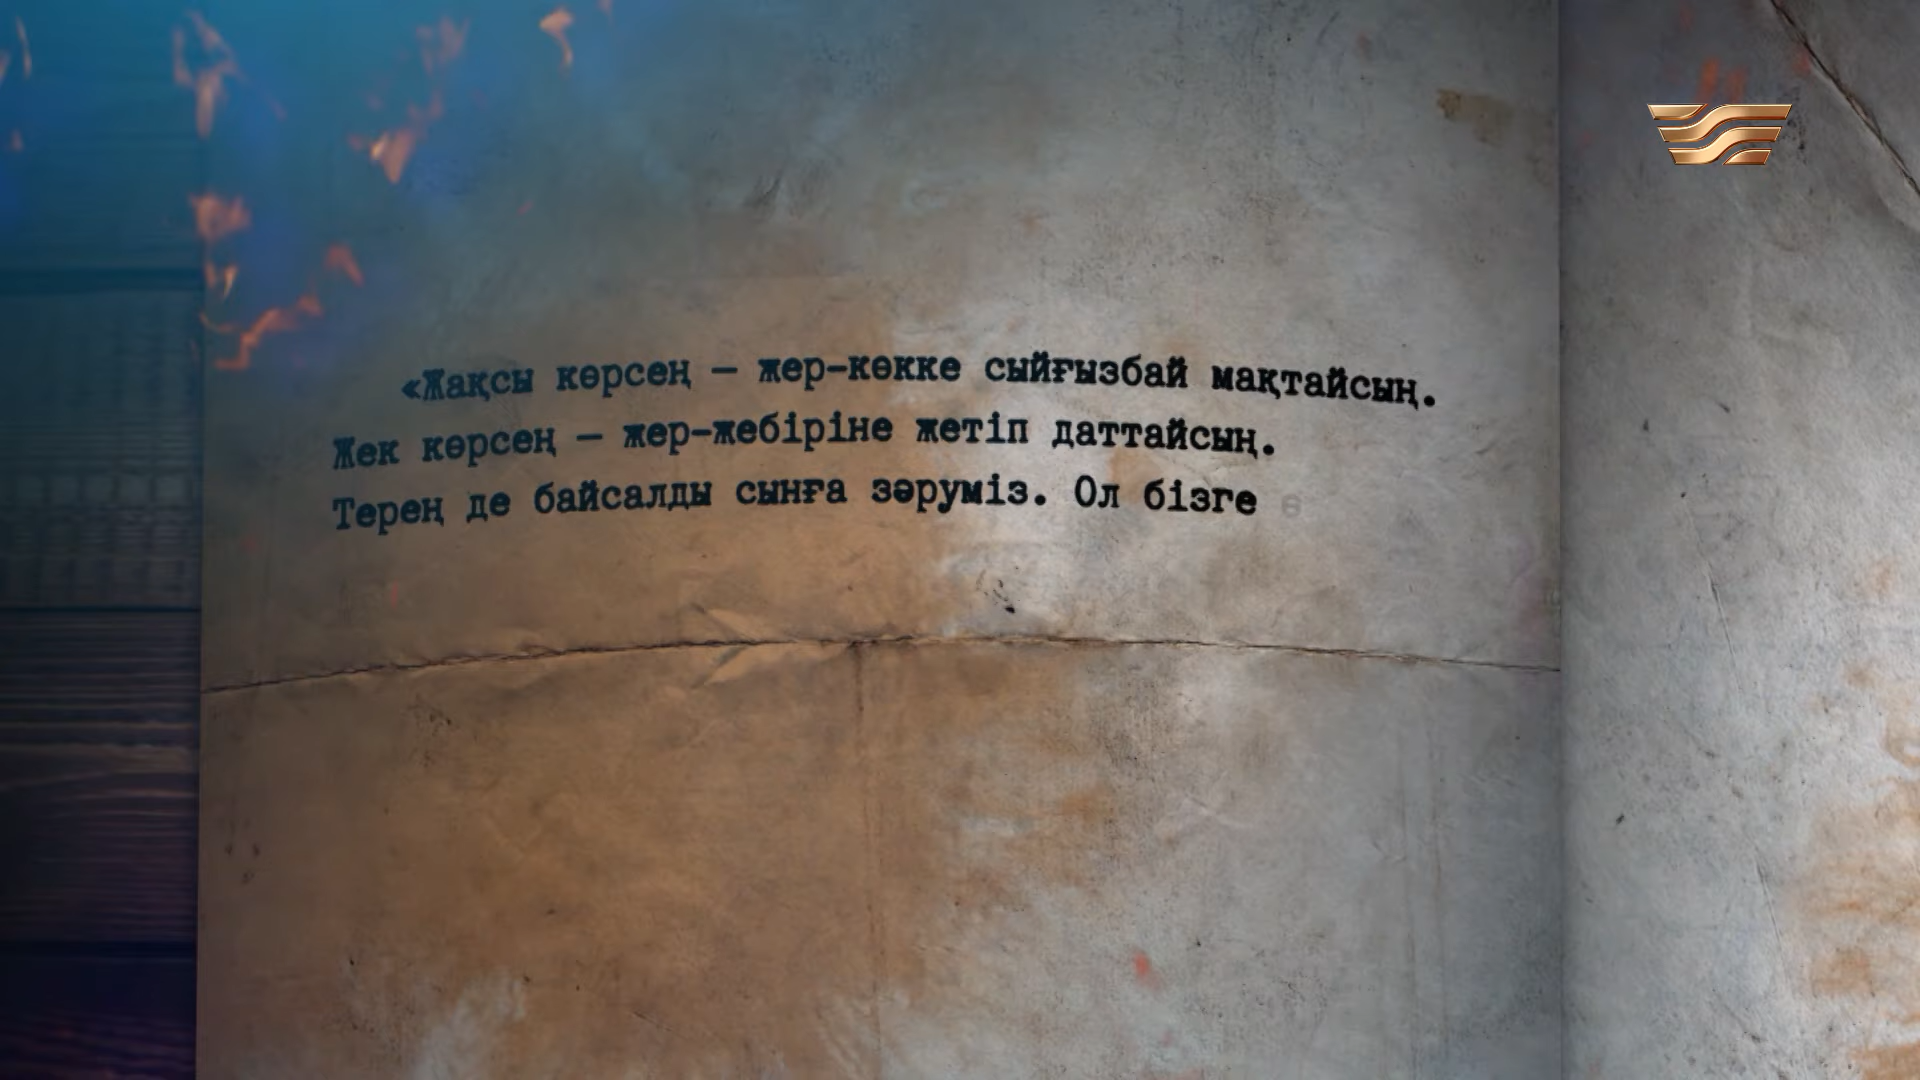 «Жақсы көрсең – жер-көкке сыйғызбай мақтайсың.
Жек көрсең – жер-жебіріне жетіп даттайсың.
Терең де байсалды сынға зәруміз. Ол бізге